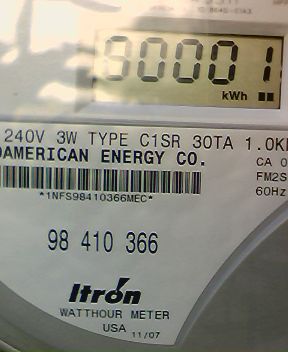 00001
kWh
240V 3W TYPE C1SR 30TA 1.0K
AMERICAN ENERGY CO.
CA 0
*1NFS98410366MEC*
FM2S
60Hz
98 410 366
Itrón
WATTHOUR METER
USA 11/07